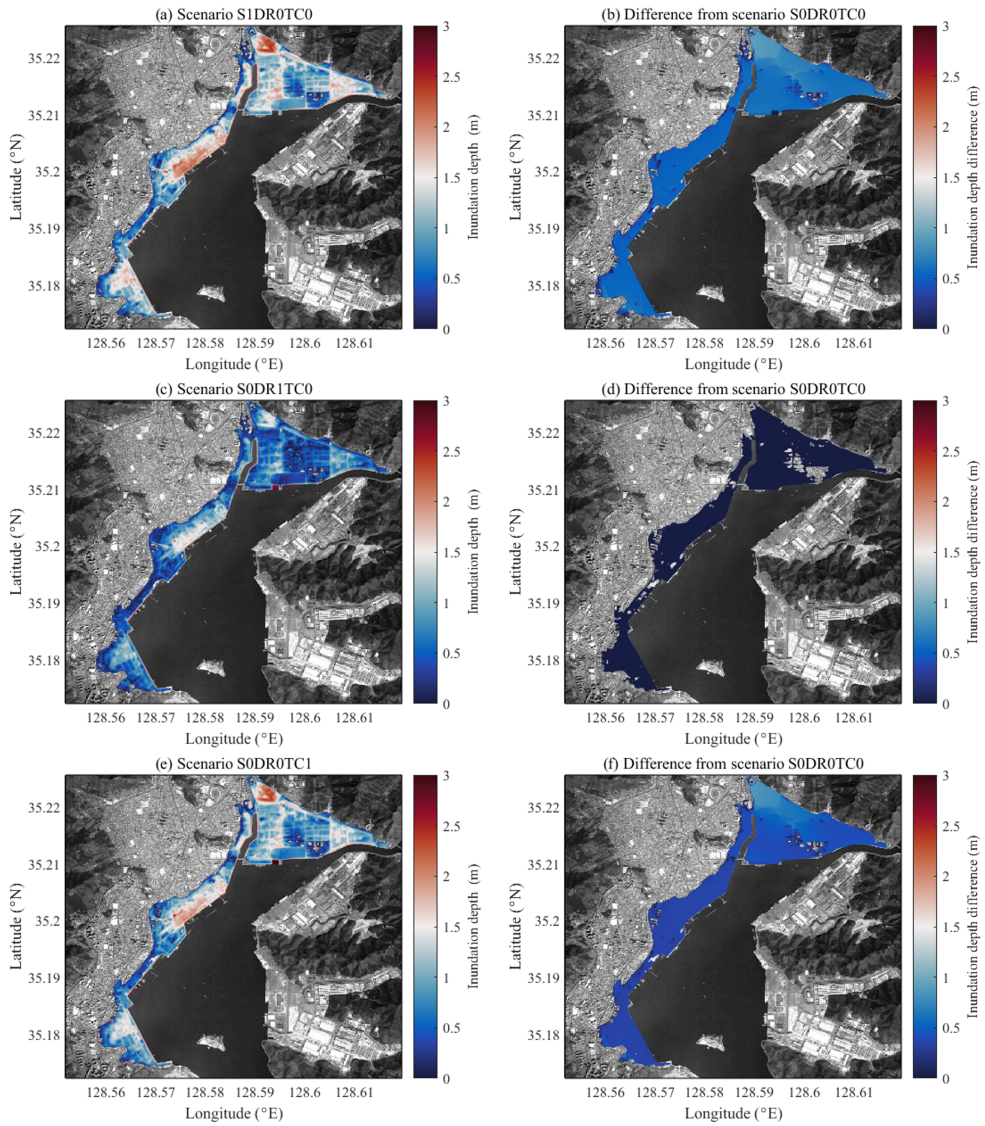 (a) Scenario S1DR0TC0
35.22
35.21
35.2
35.19
35.18
Latitude (°N)
128.56 128.57 128.58 128.59 128.6 128.61
Longitude (°E)
3
2.5
2
1.5
1
0.5
0
Inundation depth (m)
(b) Difference from scenario S0DR0TC0
35.22
35.21
35.2
35.19
35.18
Latitude (°N)
128.56 128.57 128.58 128.59 128.6 128.61
Longitude (°E)
3
2.5
2
1.5
1
0.5
0
Inundation depth difference (m)
(c) Scenario S0DR1TC0
35.22
35.21
35.2
35.19
35.18
Latitude (°N)
128.56 128.57 128.58 128.59 128.6 128.61
Longitude (°E)
3
2.5
2
1.5
1
0.5
0
Inundation depth (m)
(d) Difference from scenario S0DR0TC0
35.22
35.21
35.2
35.19
35.18
Latitude (°N)
128.56 128.57 128.58 128.59 128.6 128.61
Longitude (°E)
3
2.5
2
1.5
1
0.5
0
Inundation depth difference (m)
(e) Scenario S0DR0TC1
35.22
35.21
35.2
35.19
35.18
Latitude (°N)
128.56 128.57 128.58 128.59 128.6 128.61
Longitude (°E)
3
2.5
2
1.5
1
0.5
0
Inundation depth (m)
(f) Difference from scenario S0DR0TC0
35.22
35.21
35.2
35.19
35.18
Latitude (°N)
128.56 128.57 128.58 128.59 128.6 128.61
Longitude (°E)
3
2.5
2
1.5
1
0.5
0
Inundation depth difference (m)